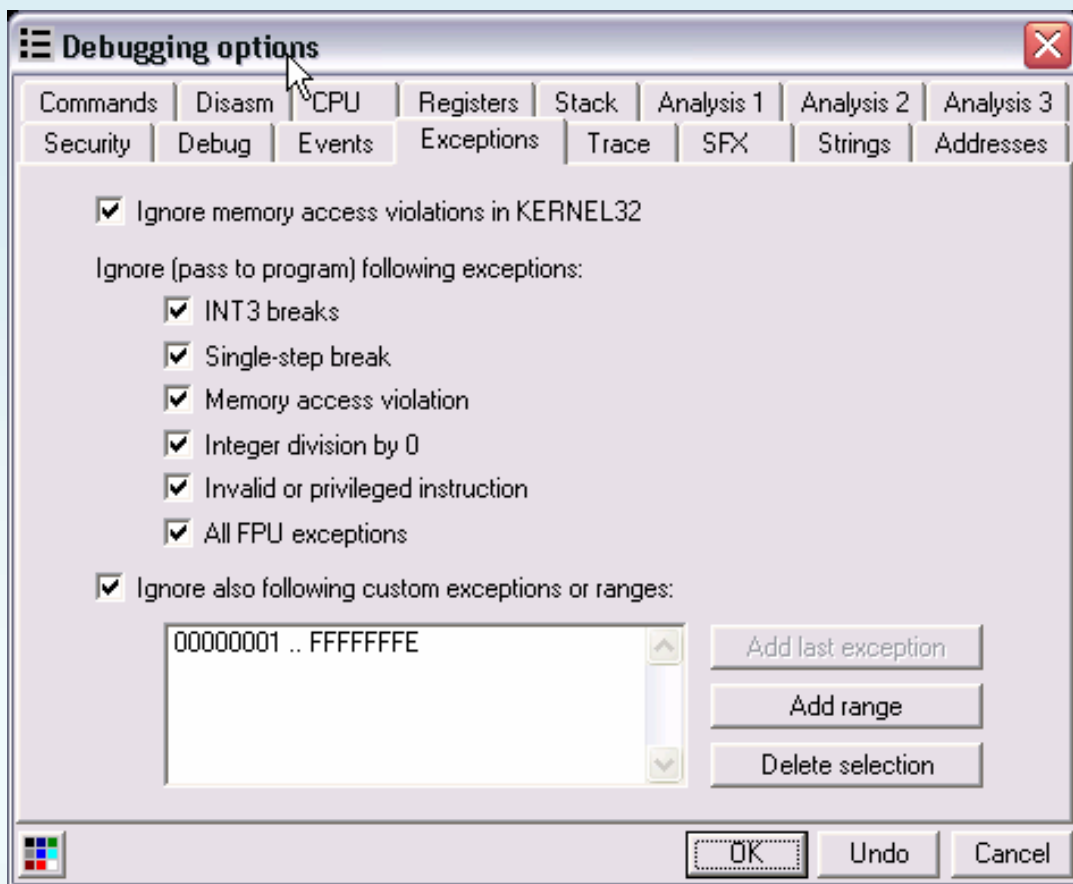 Debugging options
Commands Disasm CPU Registers Stack Analysis 1 Analysis 2 Analysis 3
Security Debug Events Exceptions Trace SFX Strings Addresses
Ignore memory access violations in KERNEL32
Ignore (pass to program) following exceptions:
INT3 breaks
Single-step break
Memory access violation
Integer division by 0
Invalid or privileged instruction
All FPU exceptions
Ignore also following custom exceptions or ranges:
00000001 .. FFFFFFFE
Add last exception
Add range
Delete selection
OK Undo Cancel